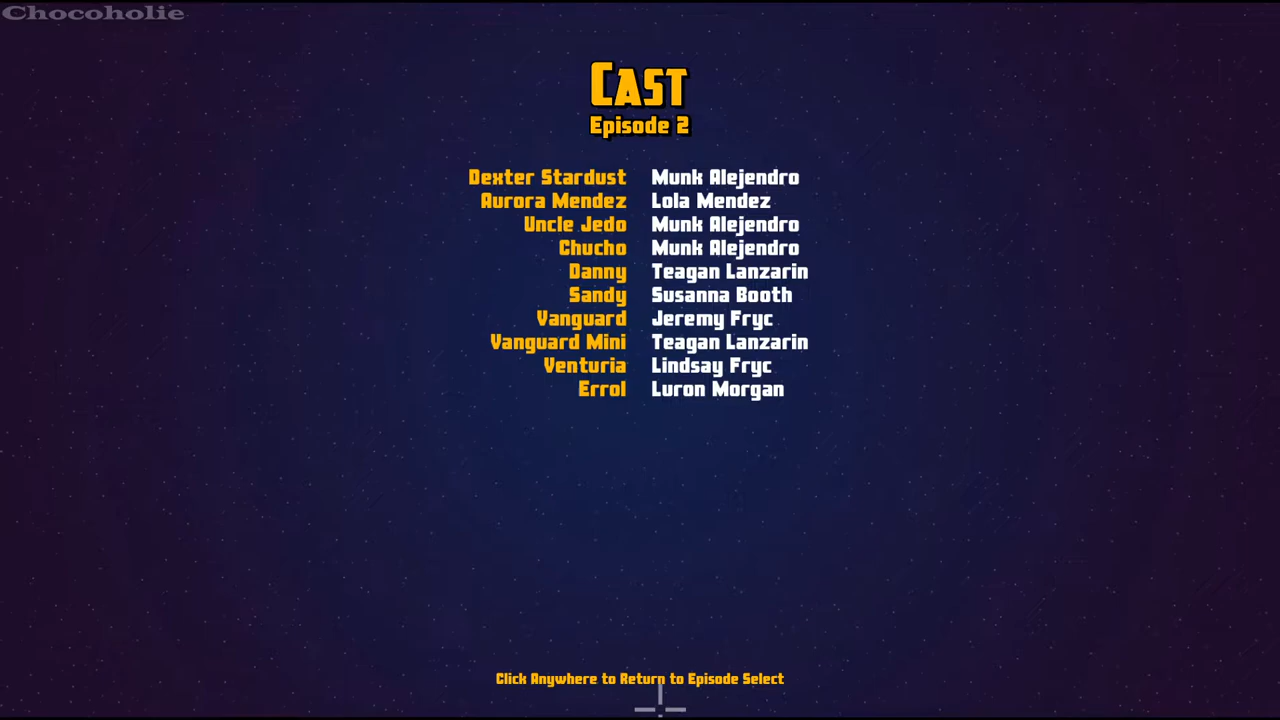 Chocoholic
Cast
Episode 2
Dexter Stardust Munk Alejendro
Aurora Mendez Lola Mendez
Uncle Jedo Munk Alejendro
Chucho Munk Alejendro
Danny Teagan Lanzarin
Sandy Susanna Booth
Vanguard Jeremy Fryc
Vanguard Mini Teagan Lanzarin
Venturia Lindsay Fryc
Errol Luron Morgan
Click Anywhere to Return to Episode Select